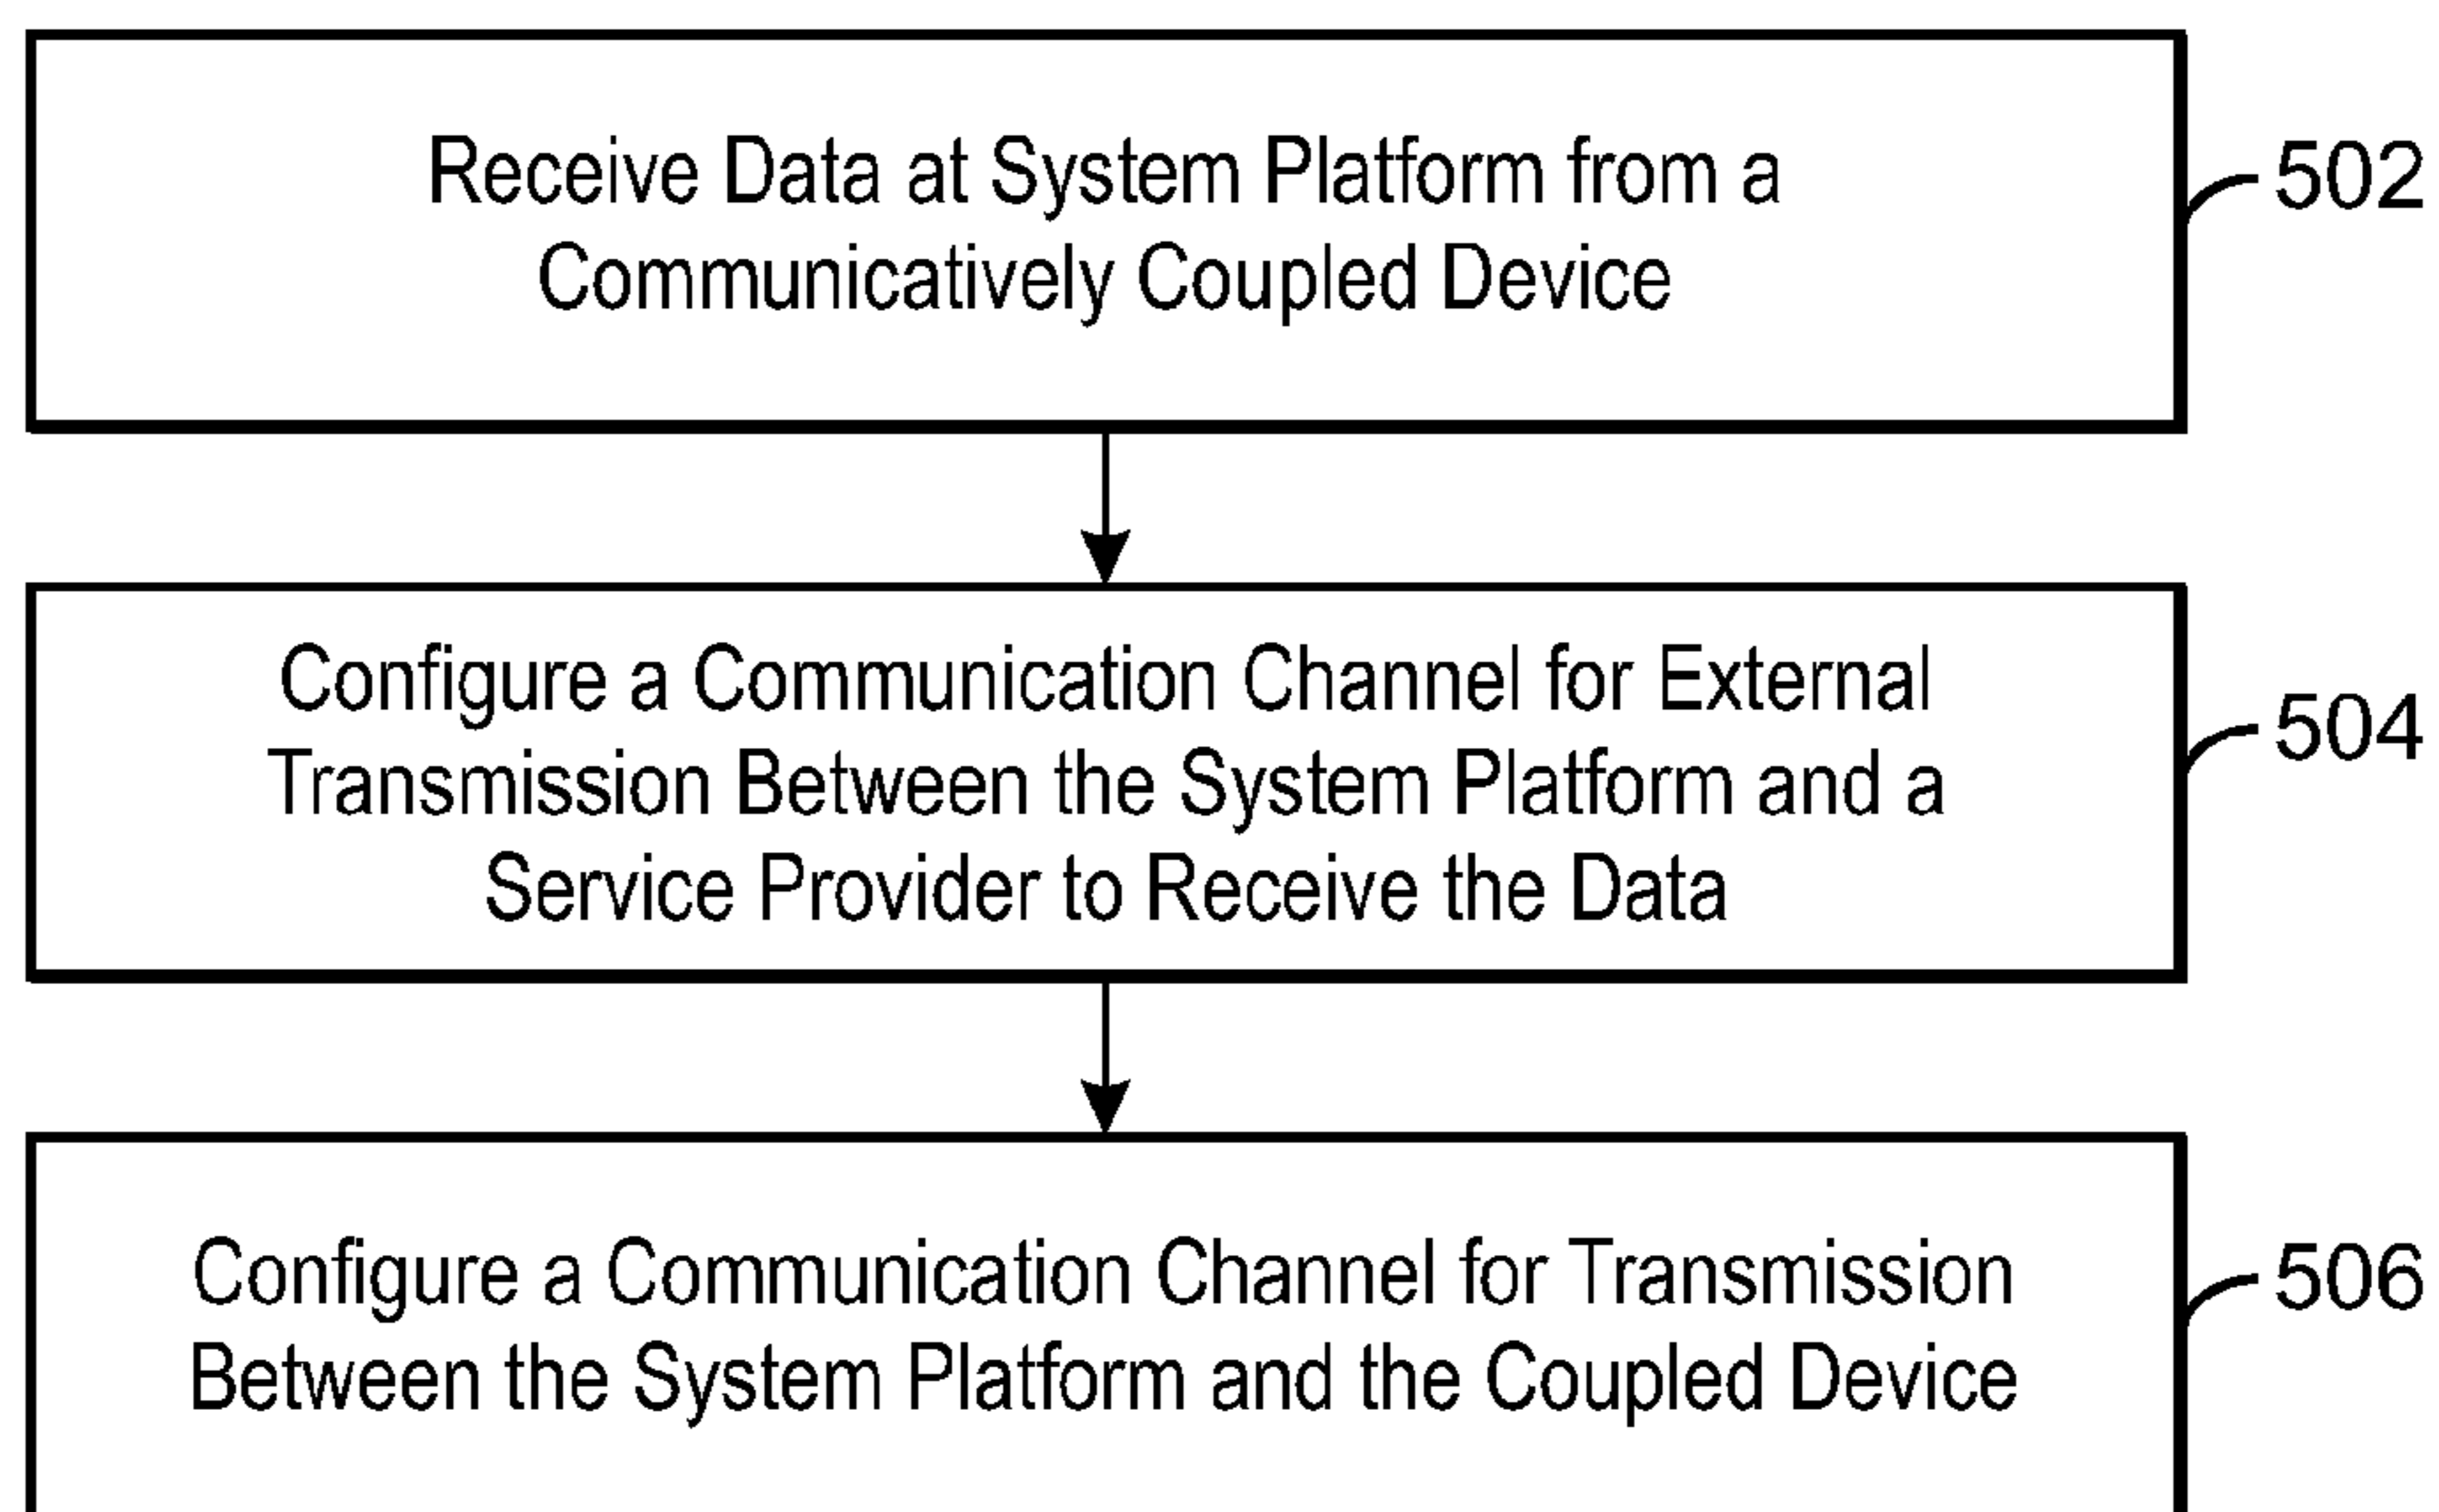 Receive Data at System Platform from a
Communicatively Coupled Device
502
Configure a Communication Channel for External
Transmission Between the System Platform and a
Service Provider to Receive the Data
504
Configure a Communication Channel for Transmission
Between the System Platform and the Coupled Device
506